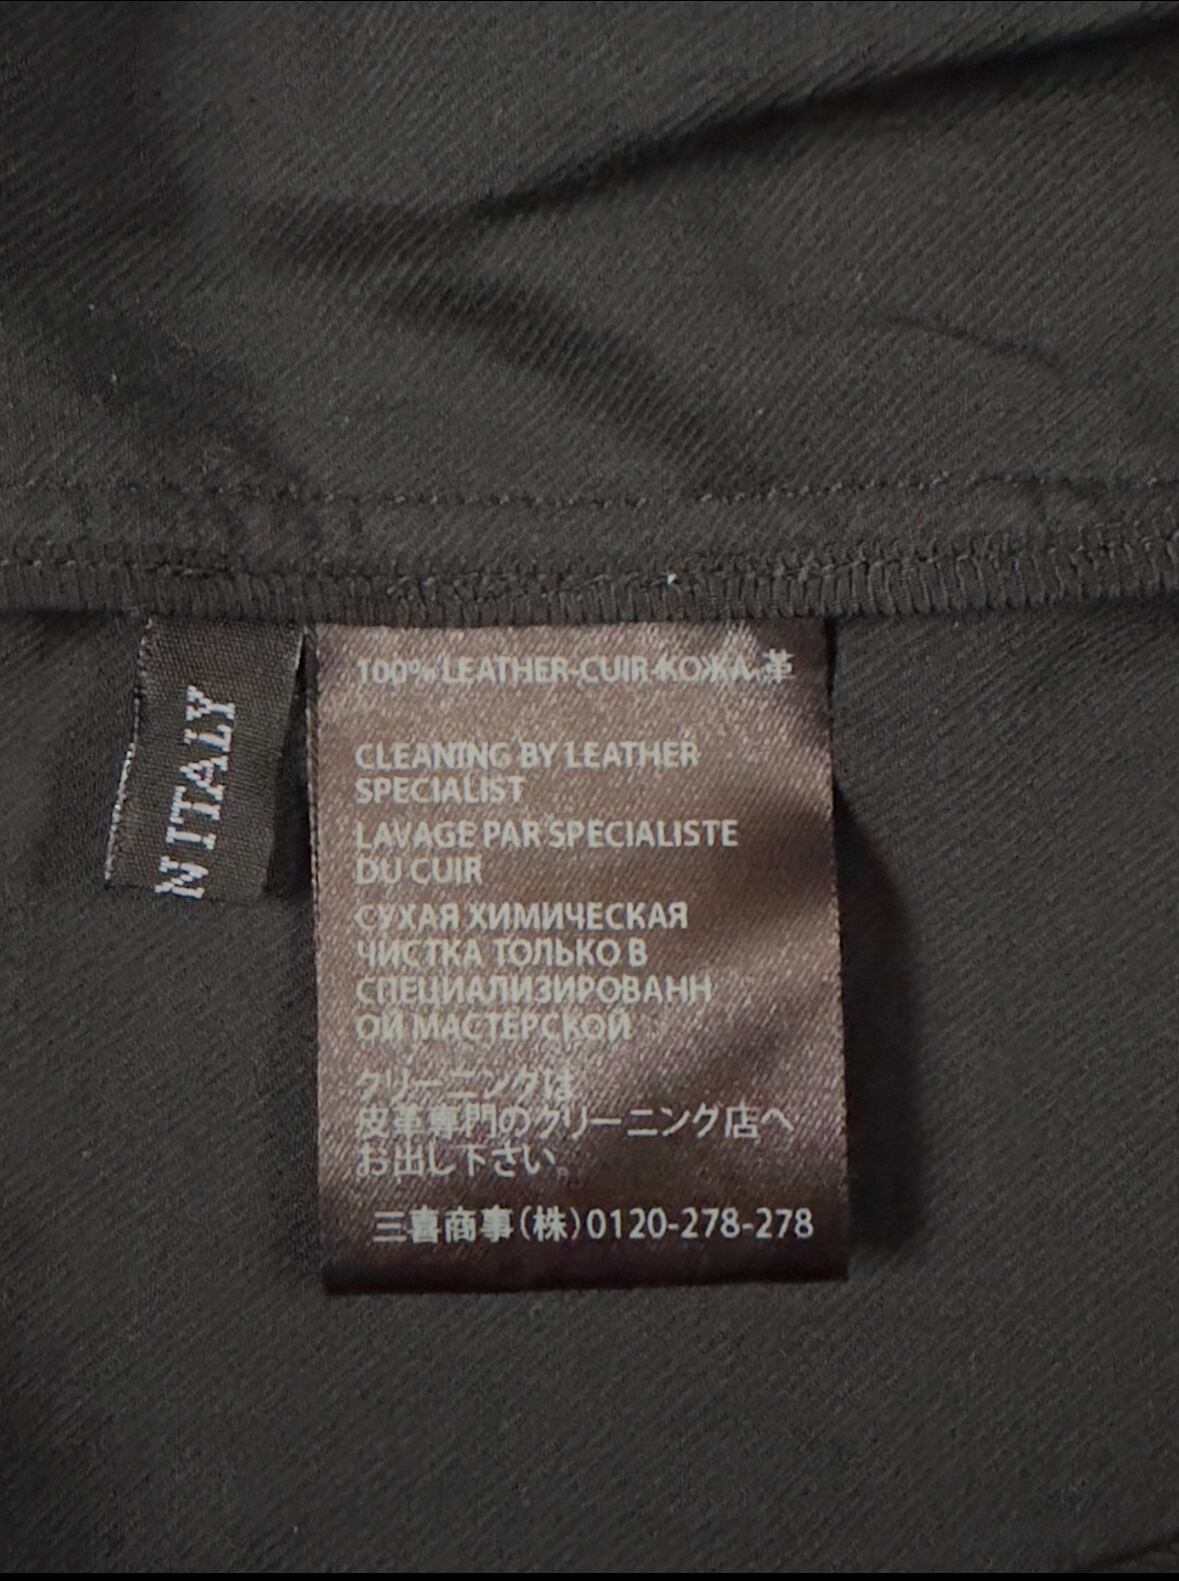 N ITALY
100% LEATHER-CUIR-КОЖА-革
CLEANING BY LEATHER
SPECIALIST
LAVAGE PAR SPECIALISTE
DU CUIR
СУХАЯ ХИМИЧЕСКАЯ
ЧИСТКА ТОЛЬКО В
СПЕЦИАЛИЗИРОВАНН
ОЙ МАСТЕРСКОЙ
クリーニングは
皮革専門のクリーニング店へ
お出し下さい。
三喜商事(株)0120-278-278